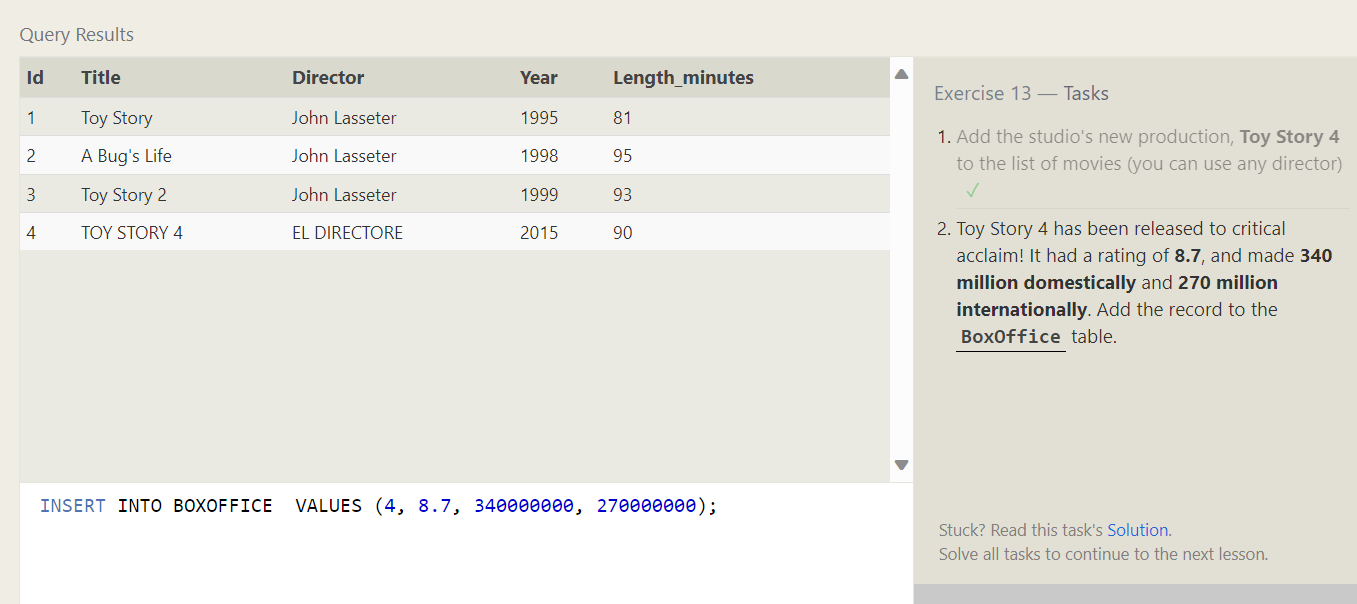 Query Results
Id Title Director Year Length_minutes
1 Toy Story John Lasseter 1995 81
2 A Bug's Life John Lasseter 1998 95
3 Toy Story 2 John Lasseter 1999 93
4 TOY STORY 4 EL DIRECTORE 2015 90
INSERT INTO BOXOFFICE  VALUES (4, 8.7, 340000000, 270000000);
Exercise 13 — Tasks
1. Add the studio's new production, Toy Story 4
to the list of movies (you can use any director)
✓
2. Toy Story 4 has been released to critical
acclaim! It had a rating of 8.7, and made 340
million domestically and 270 million
internationally. Add the record to the
BoxOffice table.
Stuck? Read this task's Solution.
Solve all tasks to continue to the next lesson.